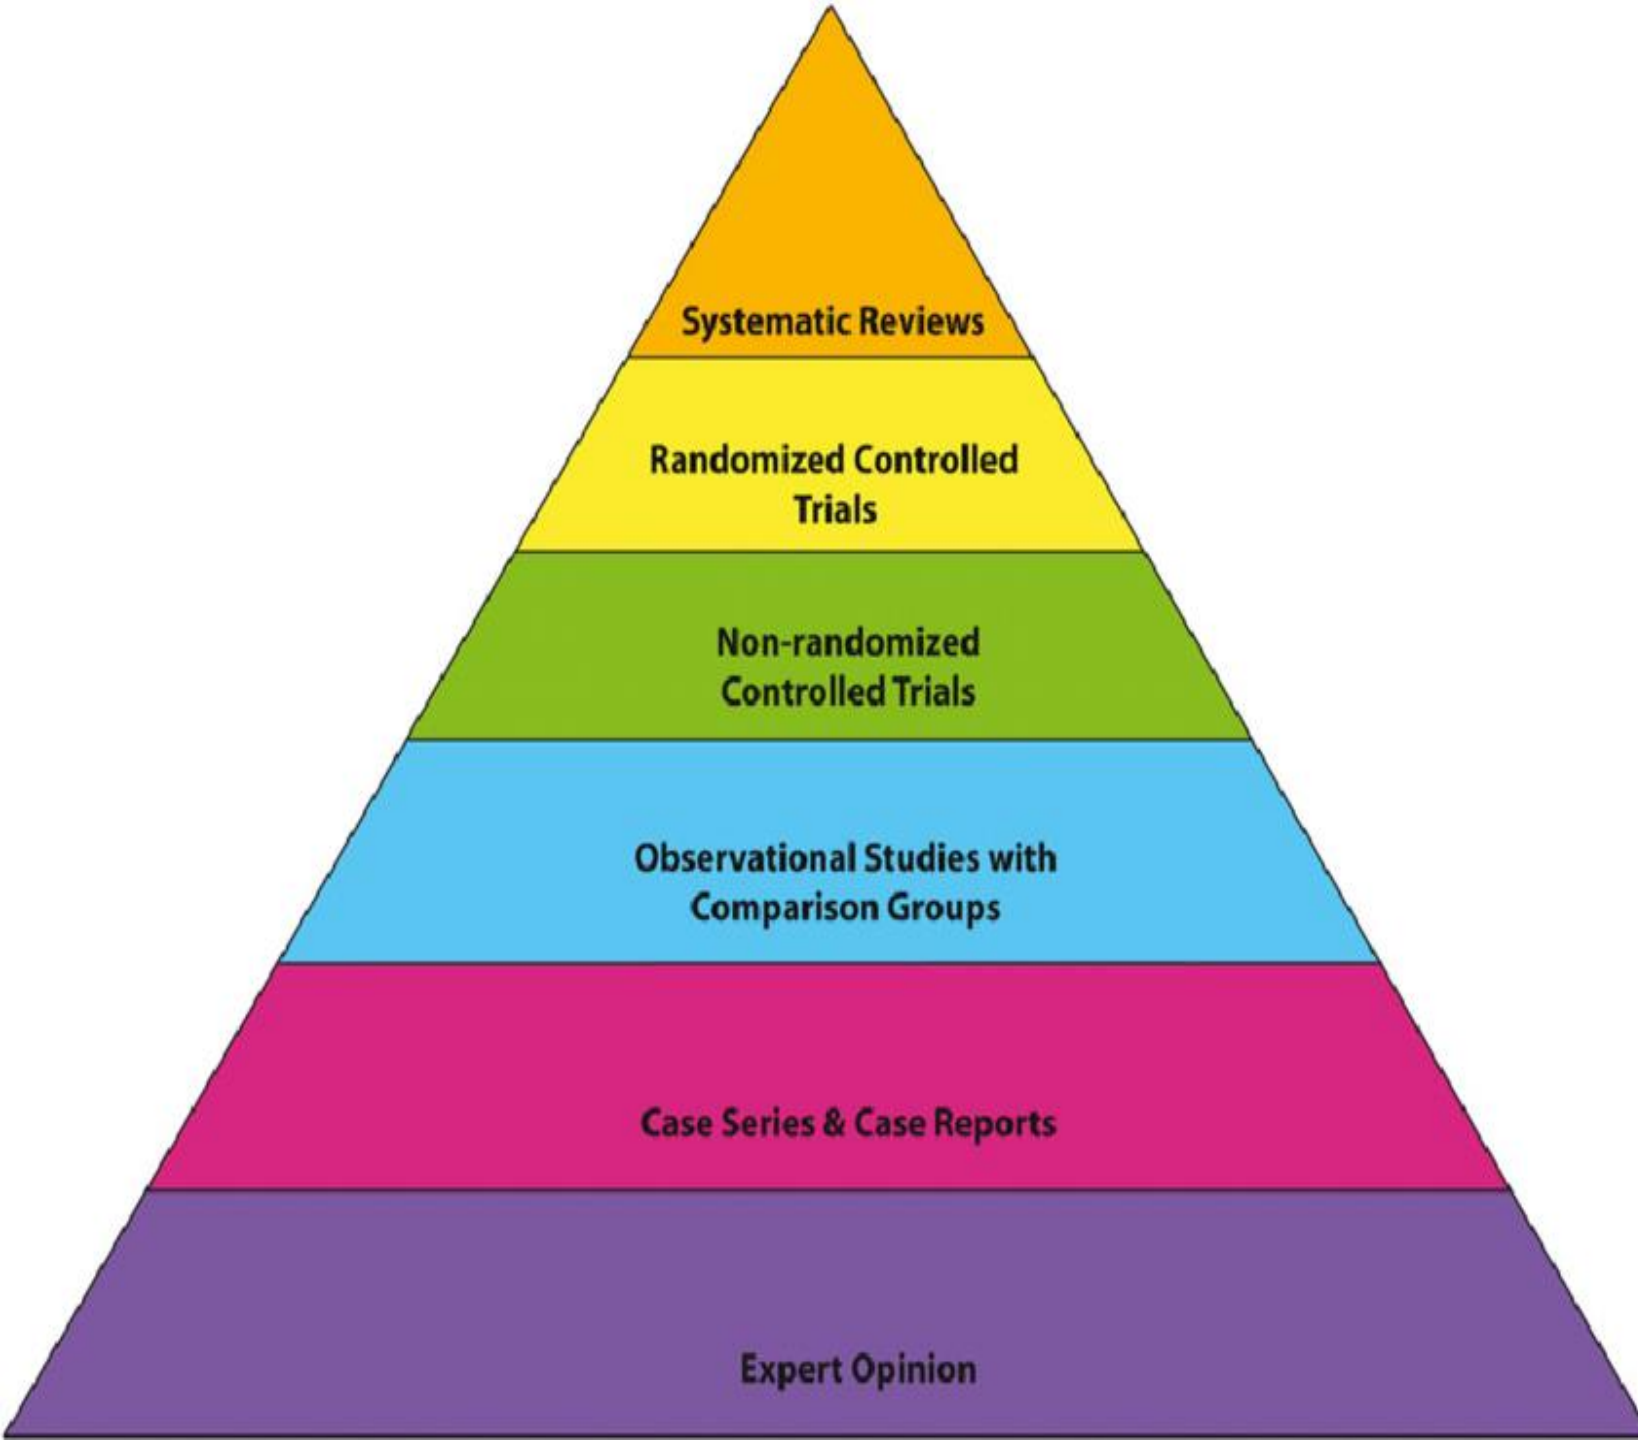 Systematic Reviews
Randomized Controlled
Trials
Non-randomized
Controlled Trials
Observational Studies with
Comparison Groups
Case Series & Case Reports
Expert Opinion